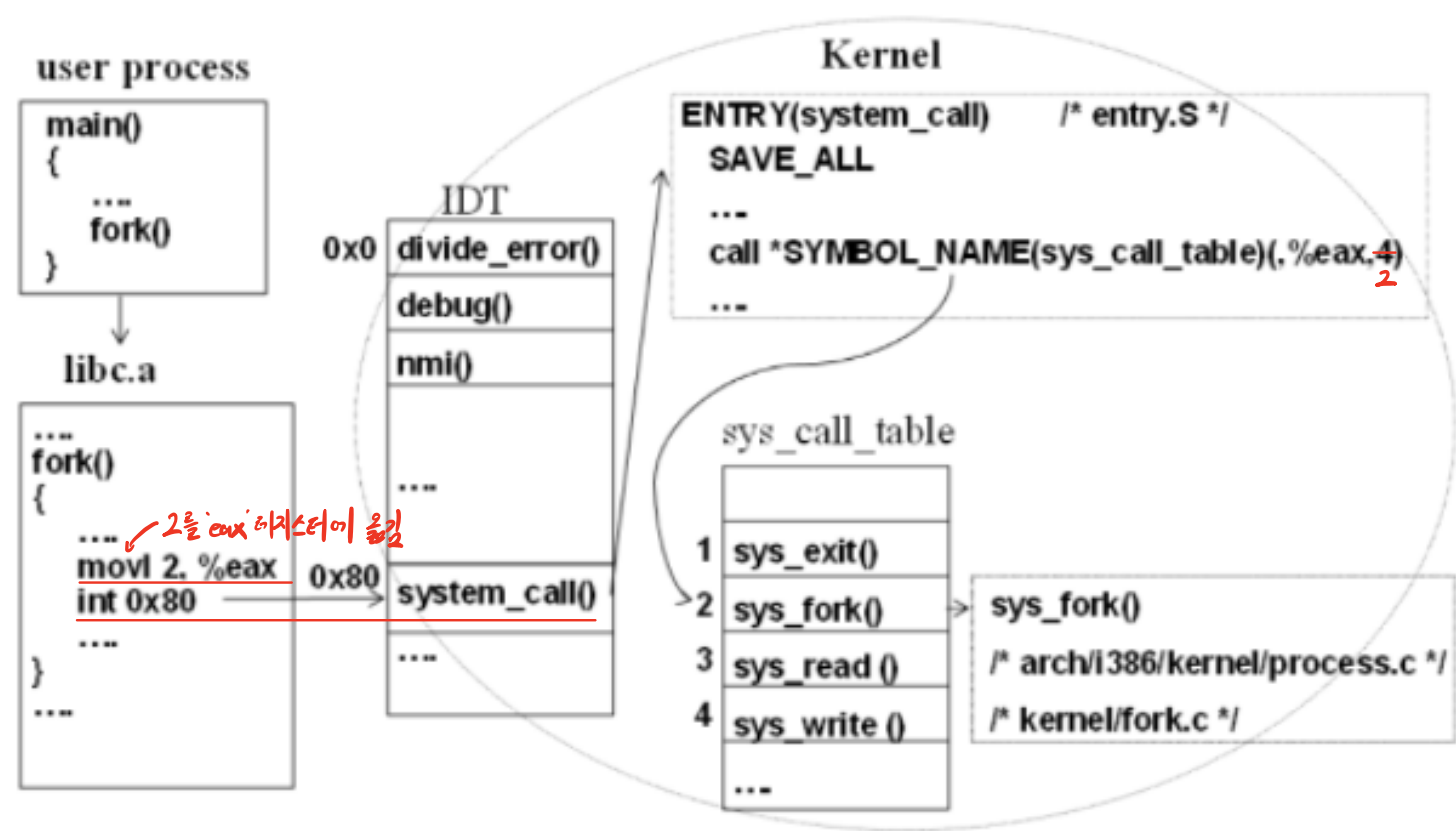 user process
main()
{
....
fork()
}
libc.a
....
fork()
{
....
2를 'eax' 레지스터에 옮김
movl 2, %eax
int 0x80
....
}
....
IDT
0x0 divide_error()
debug()
nmi()
....
0x80 system_call()
....
Kernel
ENTRY(system_call) /* entry.S */
SAVE_ALL
....
call *SYMBOL_NAME(sys_call_table)(,%eax,4)
2
....
sys_call_table
1 sys_exit()
2 sys_fork()
3 sys_read ()
4 sys_write ()
....
sys_fork()
/* arch/i386/kernel/process.c */
/* kernel/fork.c */